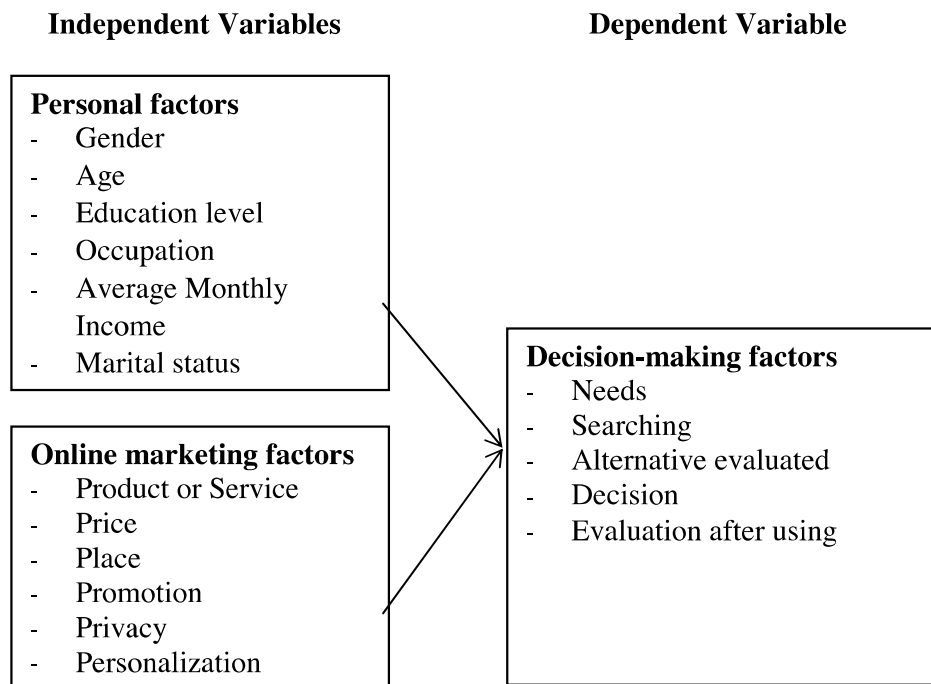 Independent Variables
Dependent Variable
Personal factors
- Gender
- Age
- Education level
- Occupation
- Average Monthly
Income
- Marital status
Online marketing factors
- Product or Service
- Price
- Place
- Promotion
- Privacy
- Personalization
Decision-making factors
- Needs
- Searching
- Alternative evaluated
- Decision
- Evaluation after using